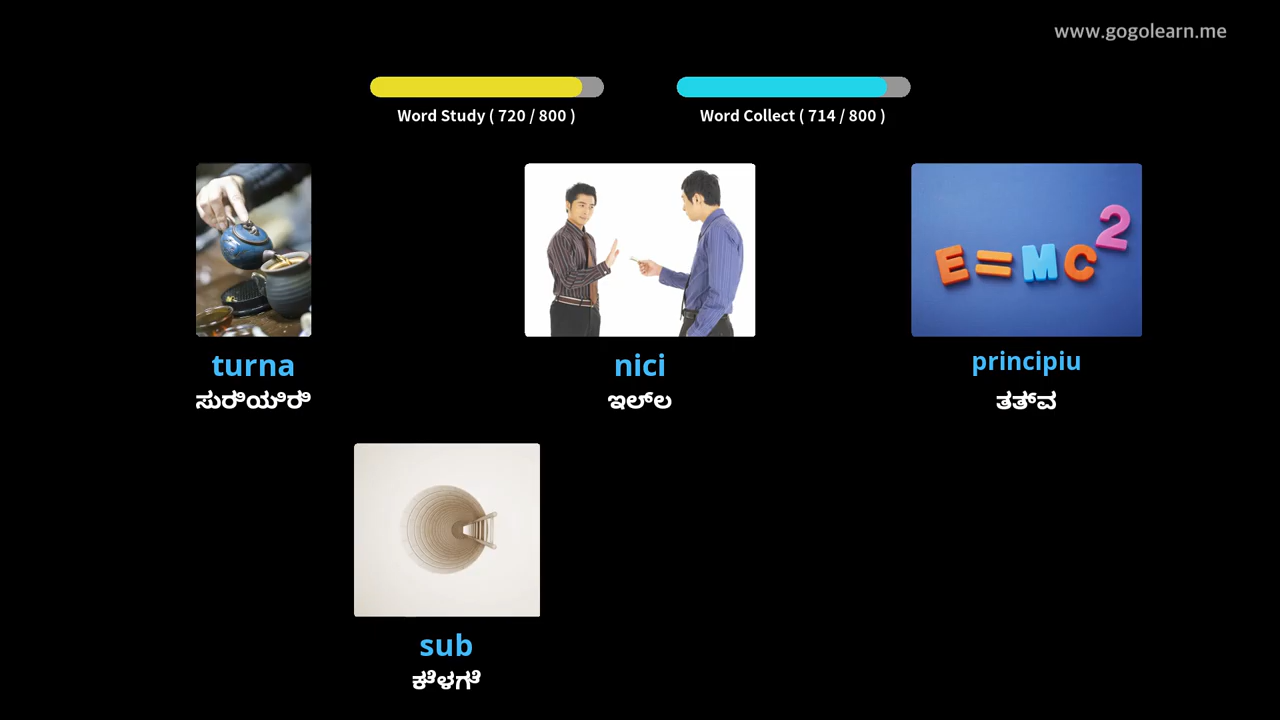 www.gogolearn.me
Word Study ( 720 / 800 )
Word Collect ( 714 / 800 )
E=MC2
turna
ಸುರಿಯಿರಿ
nici
ಇಲ್ಲ
principiu
ತತ್ವ
sub
ಕೆಳಗೆ